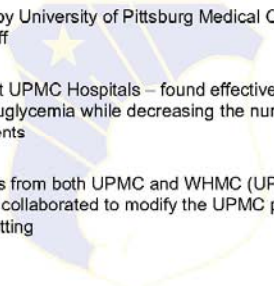 by University of Pittsburg Medical C
ff
t UPMC Hospitals – found effective
uglycemia while decreasing the nur
ents
s from both UPMC and WHMC (UP
collaborated to modify the UPMC p
tting